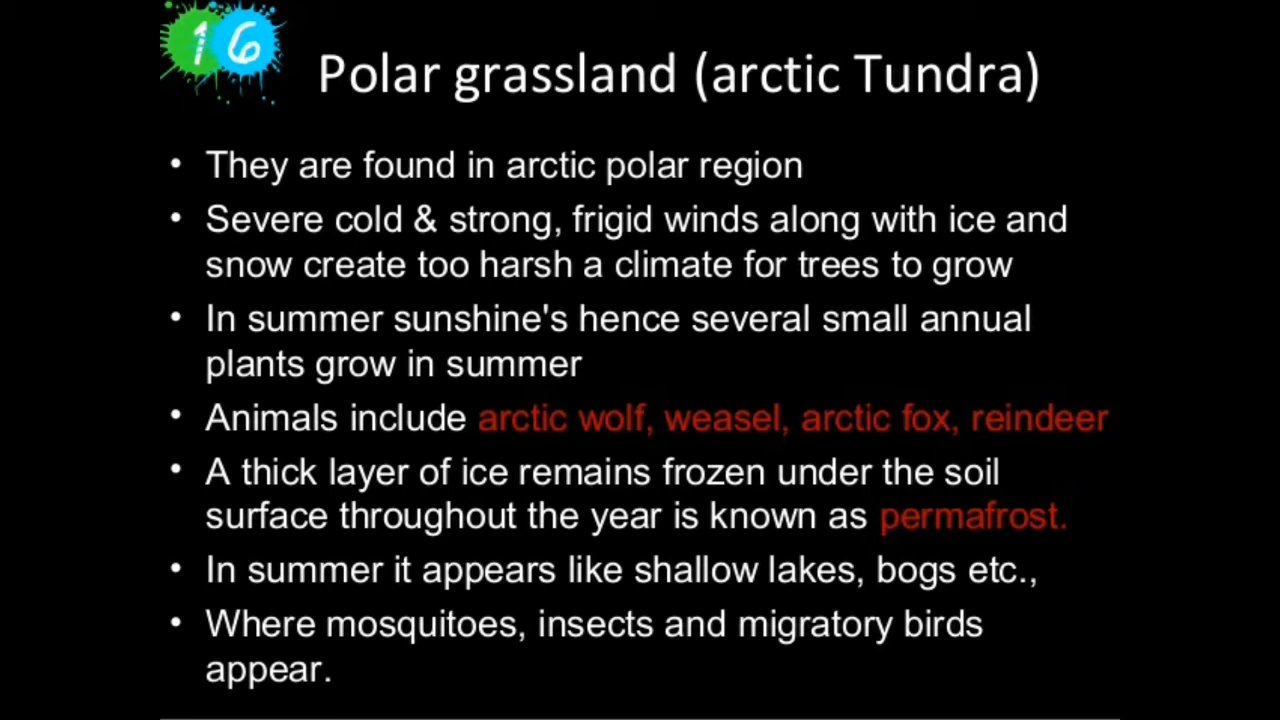 16
Polar grassland (arctic Tundra)
• They are found in arctic polar region
• Severe cold & strong, frigid winds along with ice and
snow create too harsh a climate for trees to grow
• In summer sunshine's hence several small annual
plants grow in summer
• Animals include arctic wolf, weasel, arctic fox, reindeer
• A thick layer of ice remains frozen under the soil
surface throughout the year is known as permafrost.
• In summer it appears like shallow lakes, bogs etc.,
• Where mosquitoes, insects and migratory birds
appear.